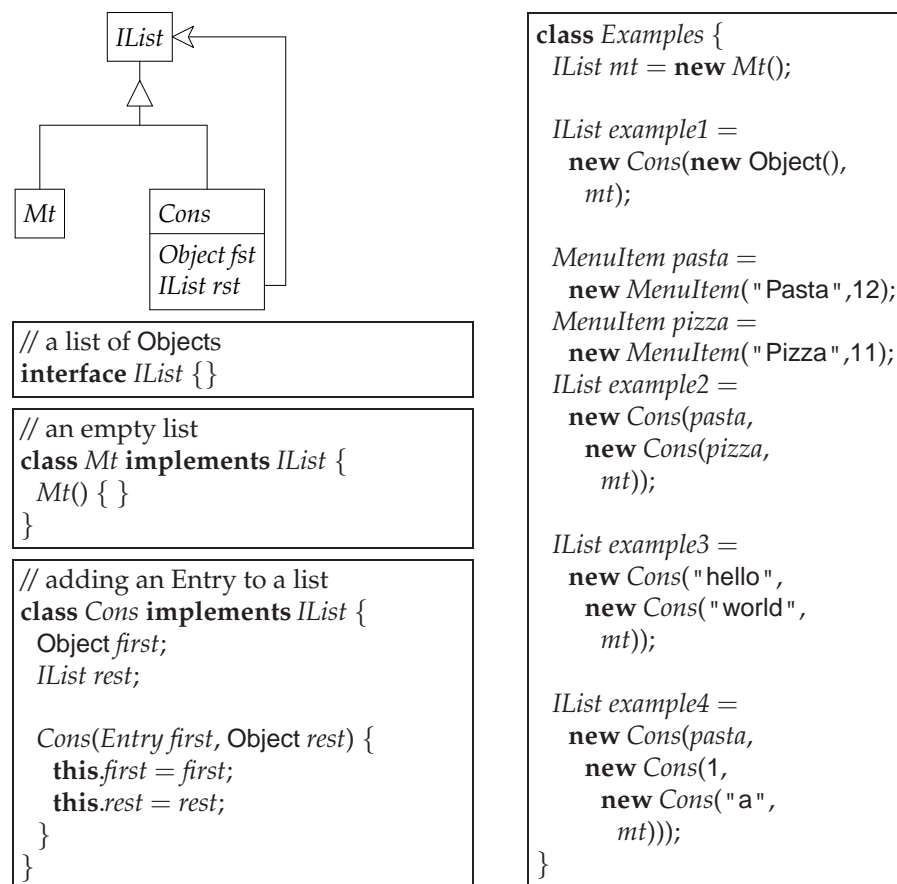 IList
Mt
Cons
Object fst
IList rst
// a list of Objects
interface IList {}
// an empty list
class Mt implements IList {
Mt() { }
}
// adding an Entry to a list
class Cons implements IList {
Object first;
IList rest;
Cons(Entry first, Object rest) {
this.first = first;
this.rest = rest;
}
}
class Examples {
IList mt = new Mt();
IList example1 =
new Cons(new Object(),
mt);
MenuItem pasta =
new MenuItem("Pasta",12);
MenuItem pizza =
new MenuItem("Pizza",11);
IList example2 =
new Cons(pasta,
new Cons(pizza,
mt));
IList example3 =
new Cons("hello",
new Cons("world",
mt));
IList example4 =
new Cons(pasta,
new Cons(1,
new Cons("a",
mt)));
}